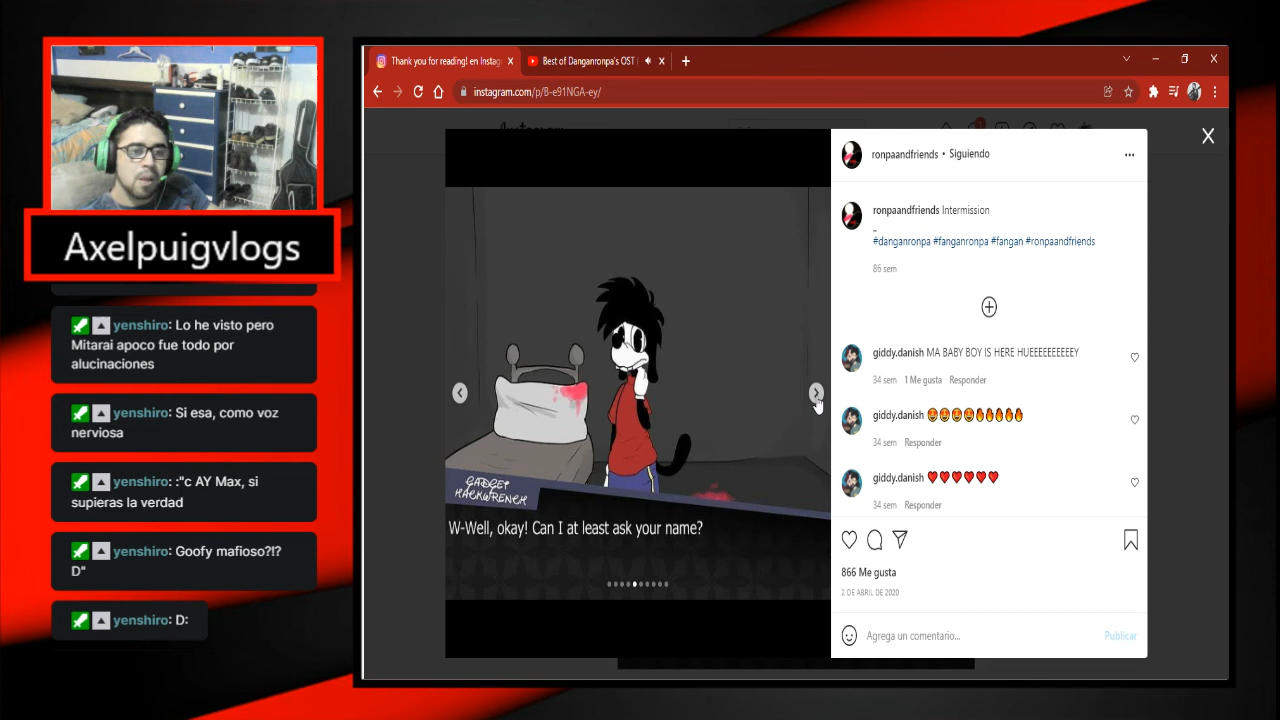 Axelpuigvlogs
yenshiro: Lo he visto pero
Mitarai apoco fue todo por
alucinaciones
yenshiro: Si esa, como voz
nerviosa
yenshiro: :"c AY Max, si
supieras la verdad
yenshiro: Goofy mafioso?!?
D"
yenshiro: D:
Thank you for reading! en Instag
Best of Danganronpa's OST
instagram.com/p/B-e91NGA-ey/
GADGET
HACKWRENCH
W-Well, okay! Can I at least ask your name?
ronpaandfriends • Siguiendo
ronpaandfriends Intermission
_
#danganronpa #fanganronpa #fangan #ronpaandfriends
86 sem
giddy.danish MA BABY BOY IS HERE HUEEEEEEEEEY
34 sem 1 Me gusta Responder
giddy.danish 😍😍😍😍🔥🔥🔥🔥🔥
34 sem Responder
giddy.danish ♥♥♥♥♥♥
34 sem Responder
866 Me gusta
2 DE ABRIL DE 2020
Agrega un comentario...
Publicar